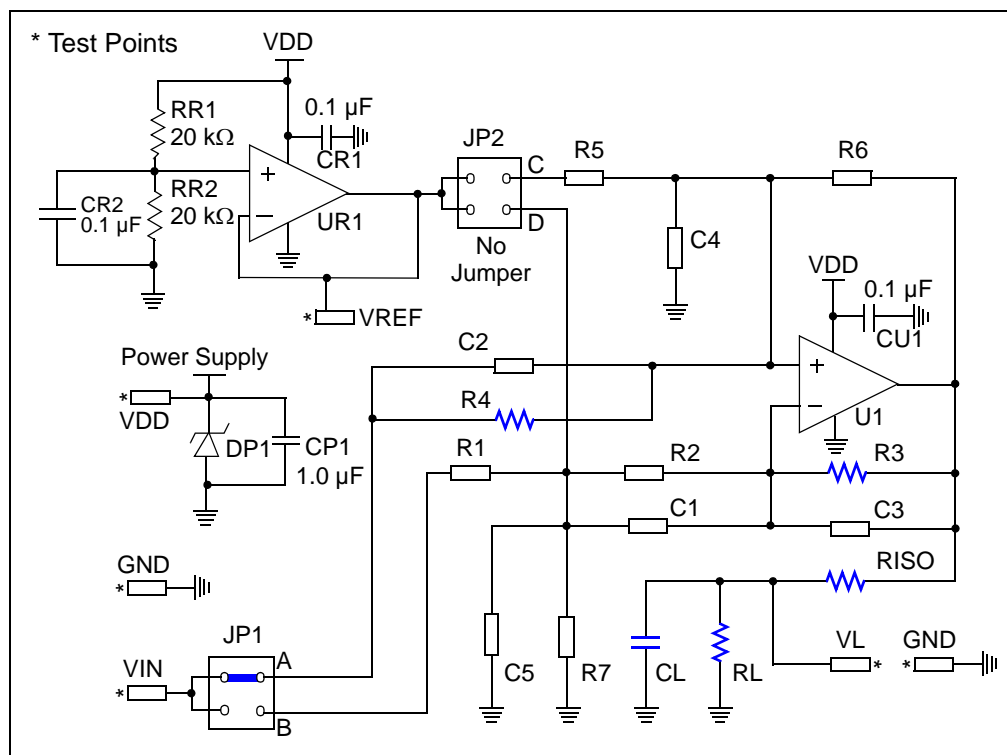 * Test Points
VDD
RR1
20 kΩ
0.1 µF
CR1
JP2
C
R5
R6
+
RR2
20 kΩ
CR2
0.1 µF
−
UR1
D
No
Jumper
C4
* VREF
VDD
0.1 µF
CU1
Power Supply
C2
+
*
VDD
R4
−
U1
DP1
CP1
1.0 µF
R1
R2
R3
C1
C3
GND
*
RISO
JP1
VIN
*
A
B
C5
R7
CL
RL
VL
*
GND
*